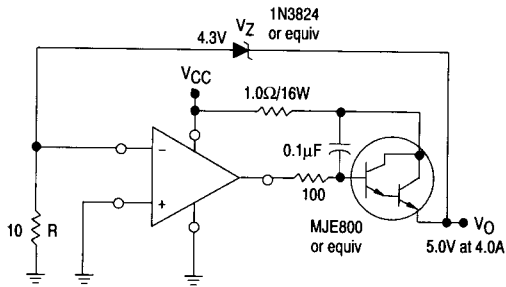 1N3824
or equiv
VZ
4.3V
VCC
1.0Ω/16W
0.1µF
−
+
100
10 R
MJE800
or equiv
VO
5.0V at 4.0A